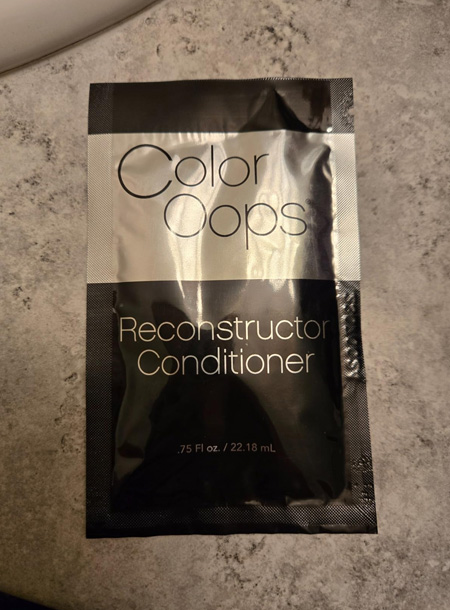 Color
Oops
Reconstructor
Conditioner
.75 Fl oz. / 22.18 mL